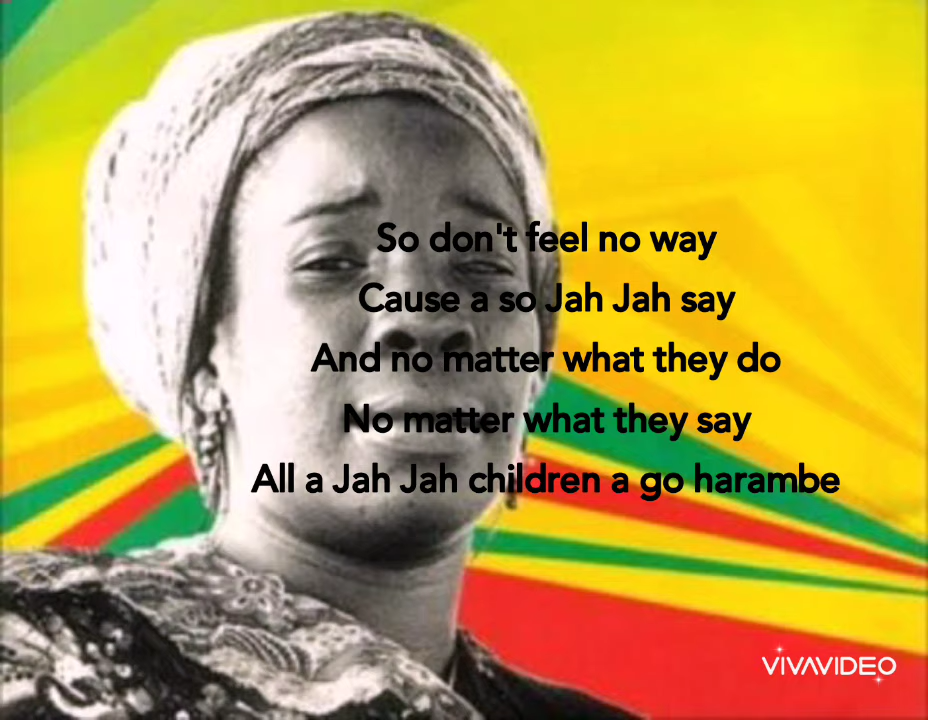 So don't feel no way
Cause a so Jah Jah say
And no matter what they do
No matter what they say
All a Jah Jah children a go harambe
VIVAVIDEO